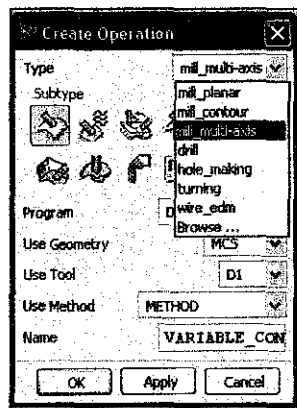 Create Operation
Type mill_multi-axis
Subtype
mill_planar
mill_contour
mill_multi-axis
drill
hole_making
turning
wire_edm
Browse ...
Program
Use Geometry MCS
Use Tool D1
Use Method METHOD
Name VARIABLE_CON
OK Apply Cancel